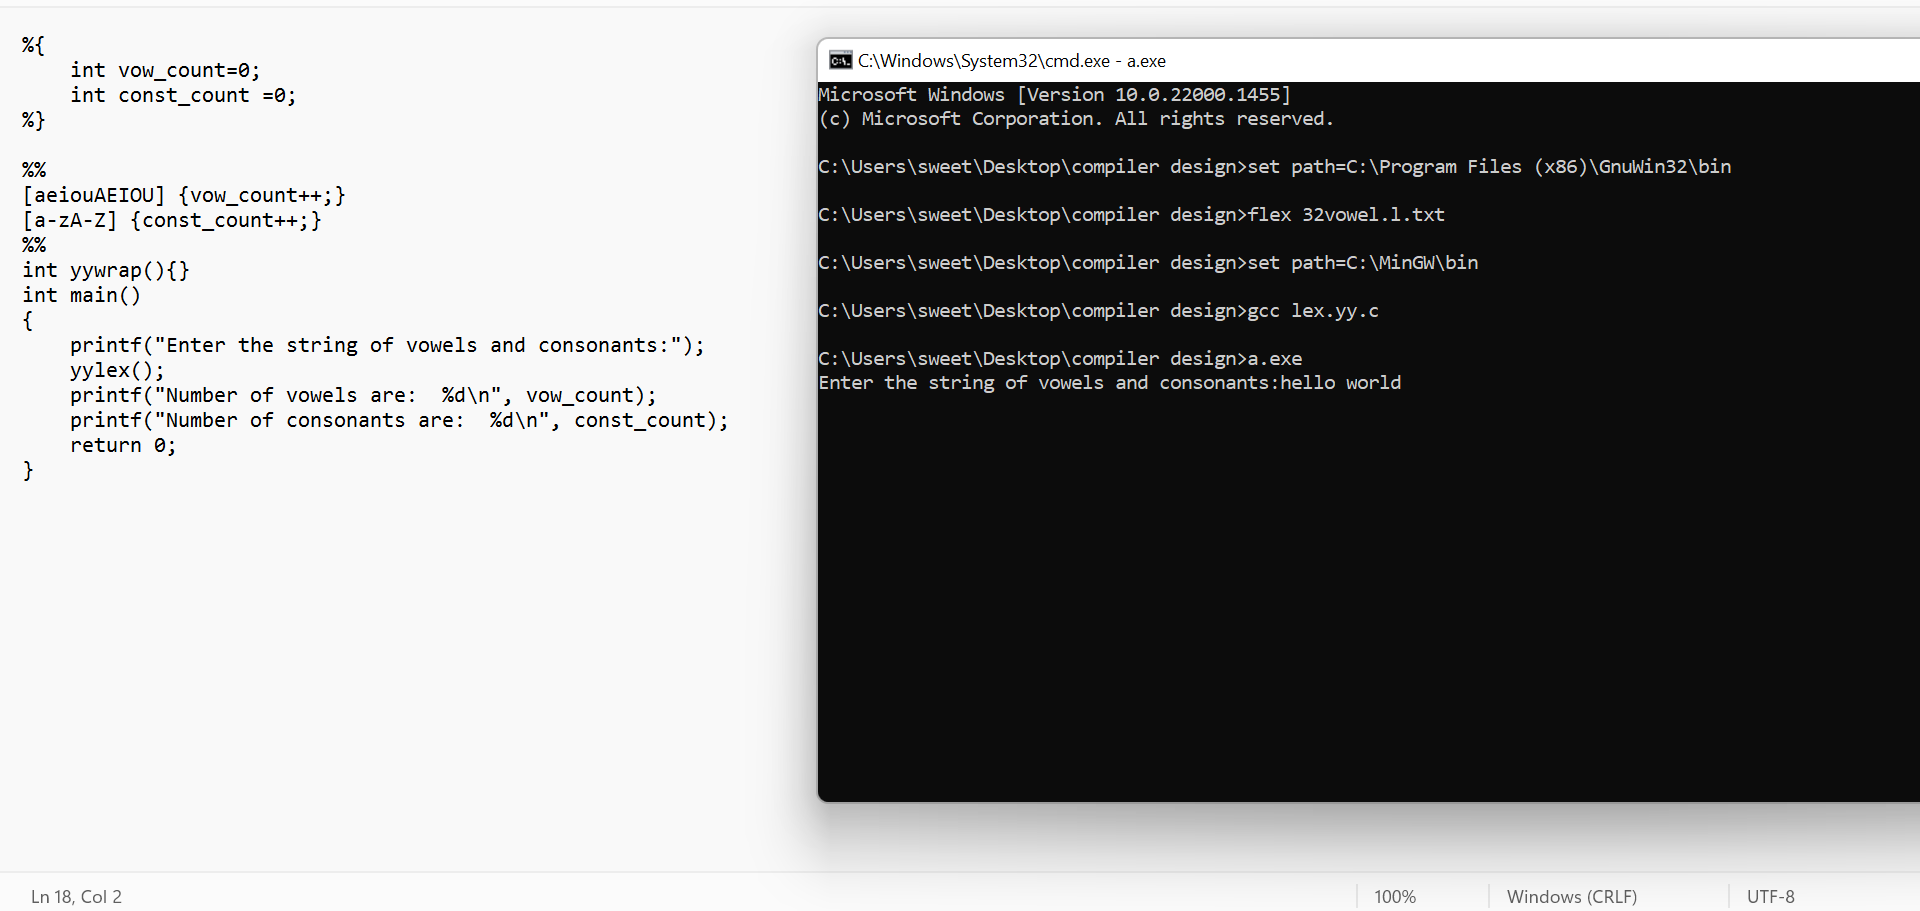 %{
    int vow_count=0;
    int const_count =0;
%}

%%
[aeiouAEIOU] {vow_count++;}
[a-zA-Z] {const_count++;}
%%
int yywrap(){}
int main()
{
    printf("Enter the string of vowels and consonants:");
    yylex();
    printf("Number of vowels are:  %d\n", vow_count);
    printf("Number of consonants are:  %d\n", const_count);
    return 0;
}
C:\Windows\System32\cmd.exe - a.exe
Microsoft Windows [Version 10.0.22000.1455]
(c) Microsoft Corporation. All rights reserved.

C:\Users\sweet\Desktop\compiler design>set path=C:\Program Files (x86)\GnuWin32\bin

C:\Users\sweet\Desktop\compiler design>flex 32vowel.l.txt

C:\Users\sweet\Desktop\compiler design>set path=C:\MinGW\bin

C:\Users\sweet\Desktop\compiler design>gcc lex.yy.c

C:\Users\sweet\Desktop\compiler design>a.exe
Enter the string of vowels and consonants:hello world
Ln 18, Col 2
100%
Windows (CRLF)
UTF-8